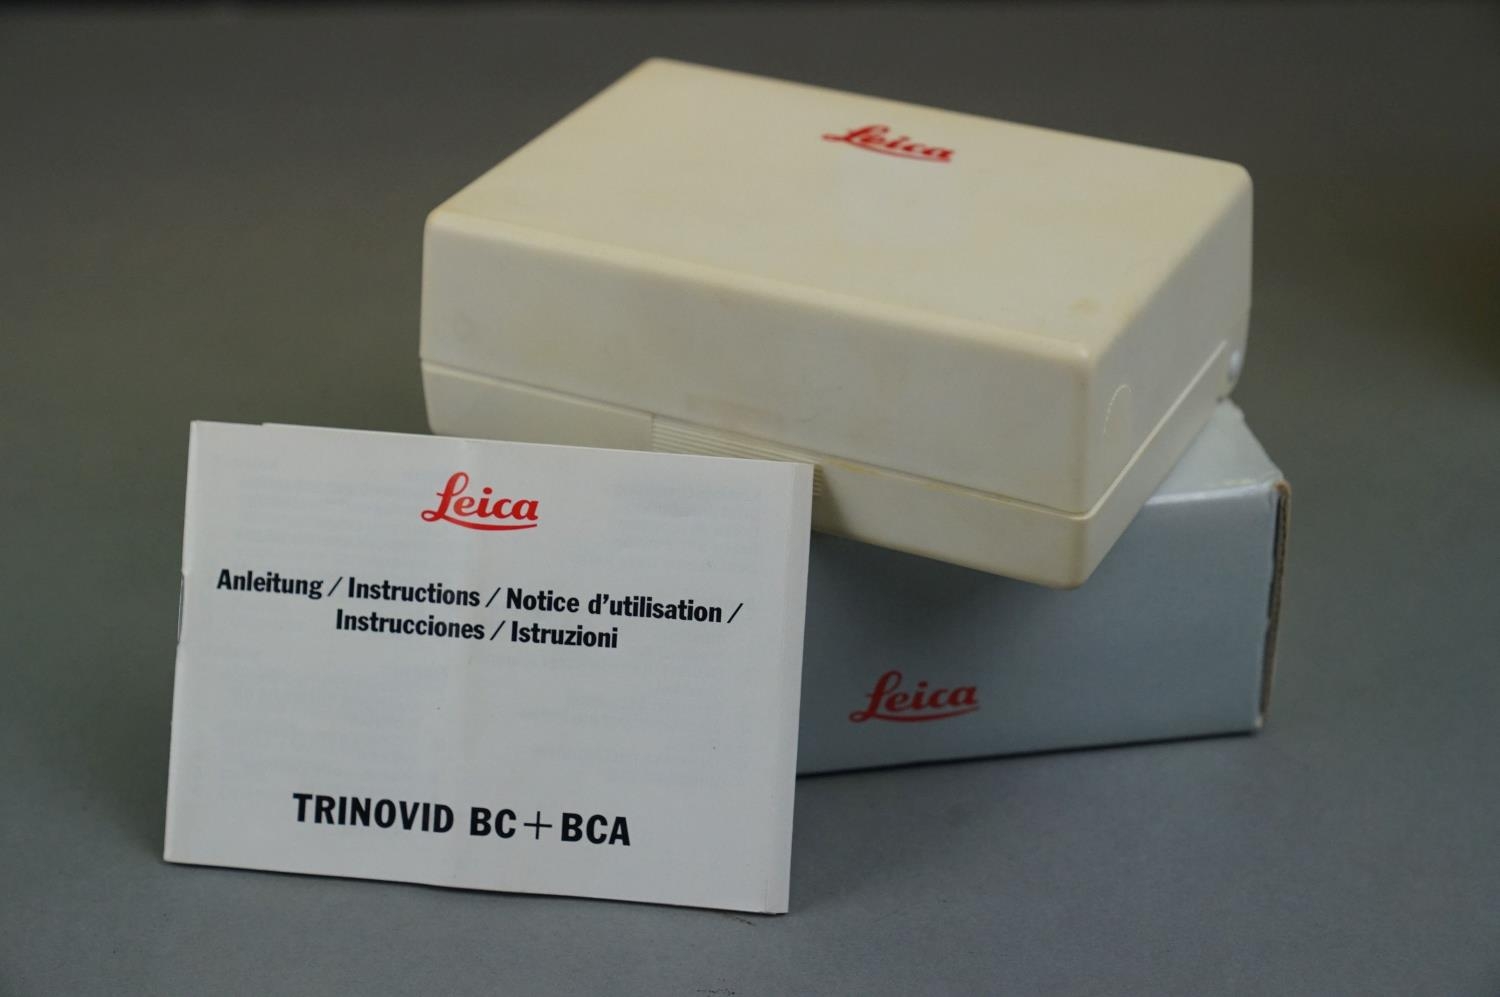 Leica
Leica
Anleitung / Instructions / Notice d'utilisation /
Instrucciones / Istruzioni
TRINOVID BC+BCA
Leica